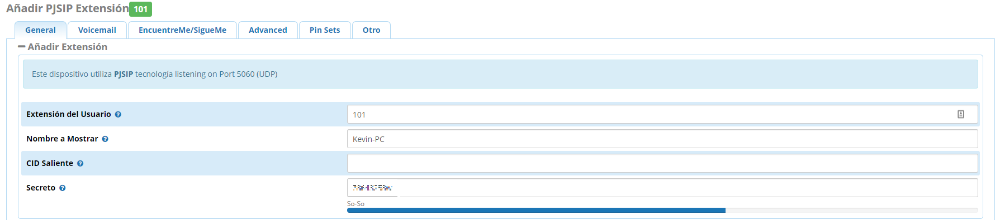 Añadir PJSIP Extensión 101
General Voicemail EncuentreMe/SigueMe Advanced Pin Sets Otro
Añadir Extensión
Este dispositivo utiliza PJSIP tecnología listening on Port 5060 (UDP)
Extensión del Usuario 101
Nombre a Mostrar Kevin-PC
CID Saliente
Secreto
So-So